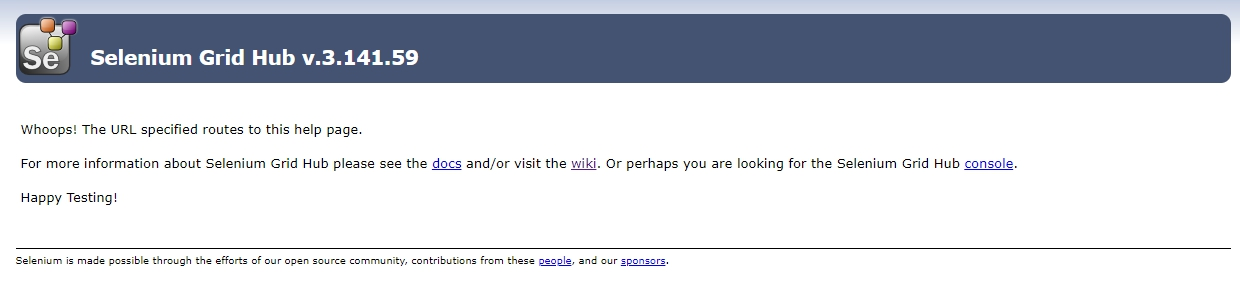 Se
Selenium Grid Hub v.3.141.59
Whoops! The URL specified routes to this help page.
For more information about Selenium Grid Hub please see the docs and/or visit the wiki. Or perhaps you are looking for the Selenium Grid Hub console.
Happy Testing!
Selenium is made possible through the efforts of our open source community, contributions from these people, and our sponsors.